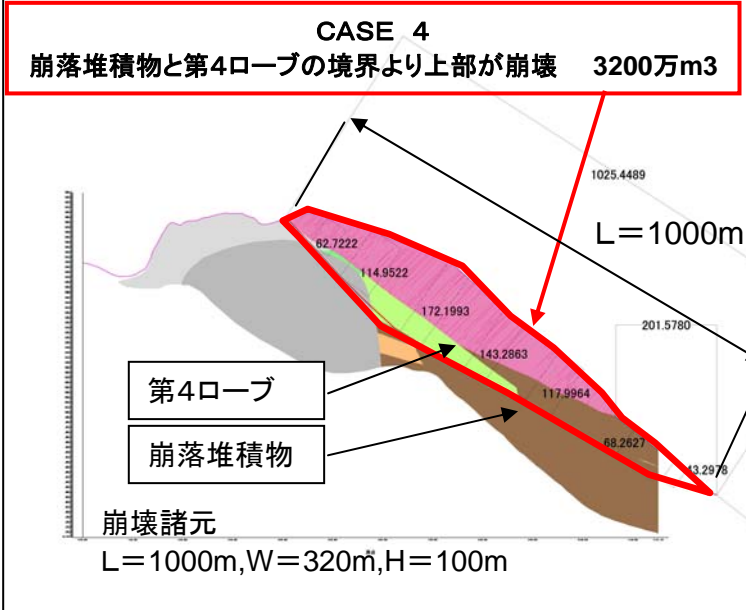 CASE 4
崩落堆積物と第4ローブの境界より上部が崩壊 3200万m3
1025.4489
L=1000m
62.7222
114.9522
172.1993
201.5780
143.2863
第4ローブ
117.9964
崩落堆積物
68.2627
43.2978
崩壊諸元
L=1000m,W=320m,H=100m